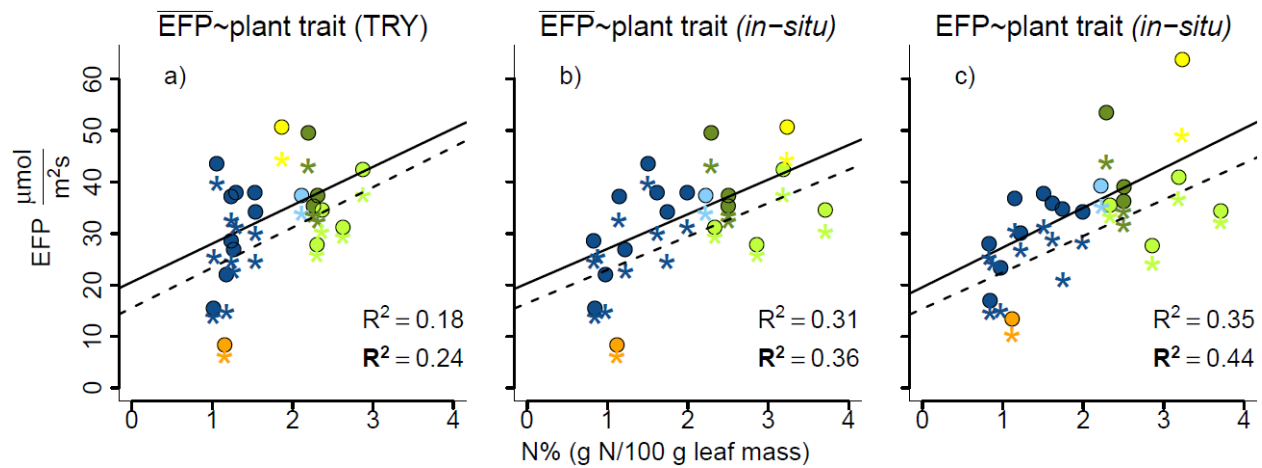 EFP~plant trait (TRY)
EFP~plant trait (in−situ)
EFP~plant trait (in−situ)
a)
b)
c)
EFP μmol/m²s
0 10 20 30 40 50 60
R² = 0.18
R² = 0.24
R² = 0.31
R² = 0.36
R² = 0.35
R² = 0.44
0 1 2 3 4
0 1 2 3 4
0 1 2 3 4
N% (g N/100 g leaf mass)